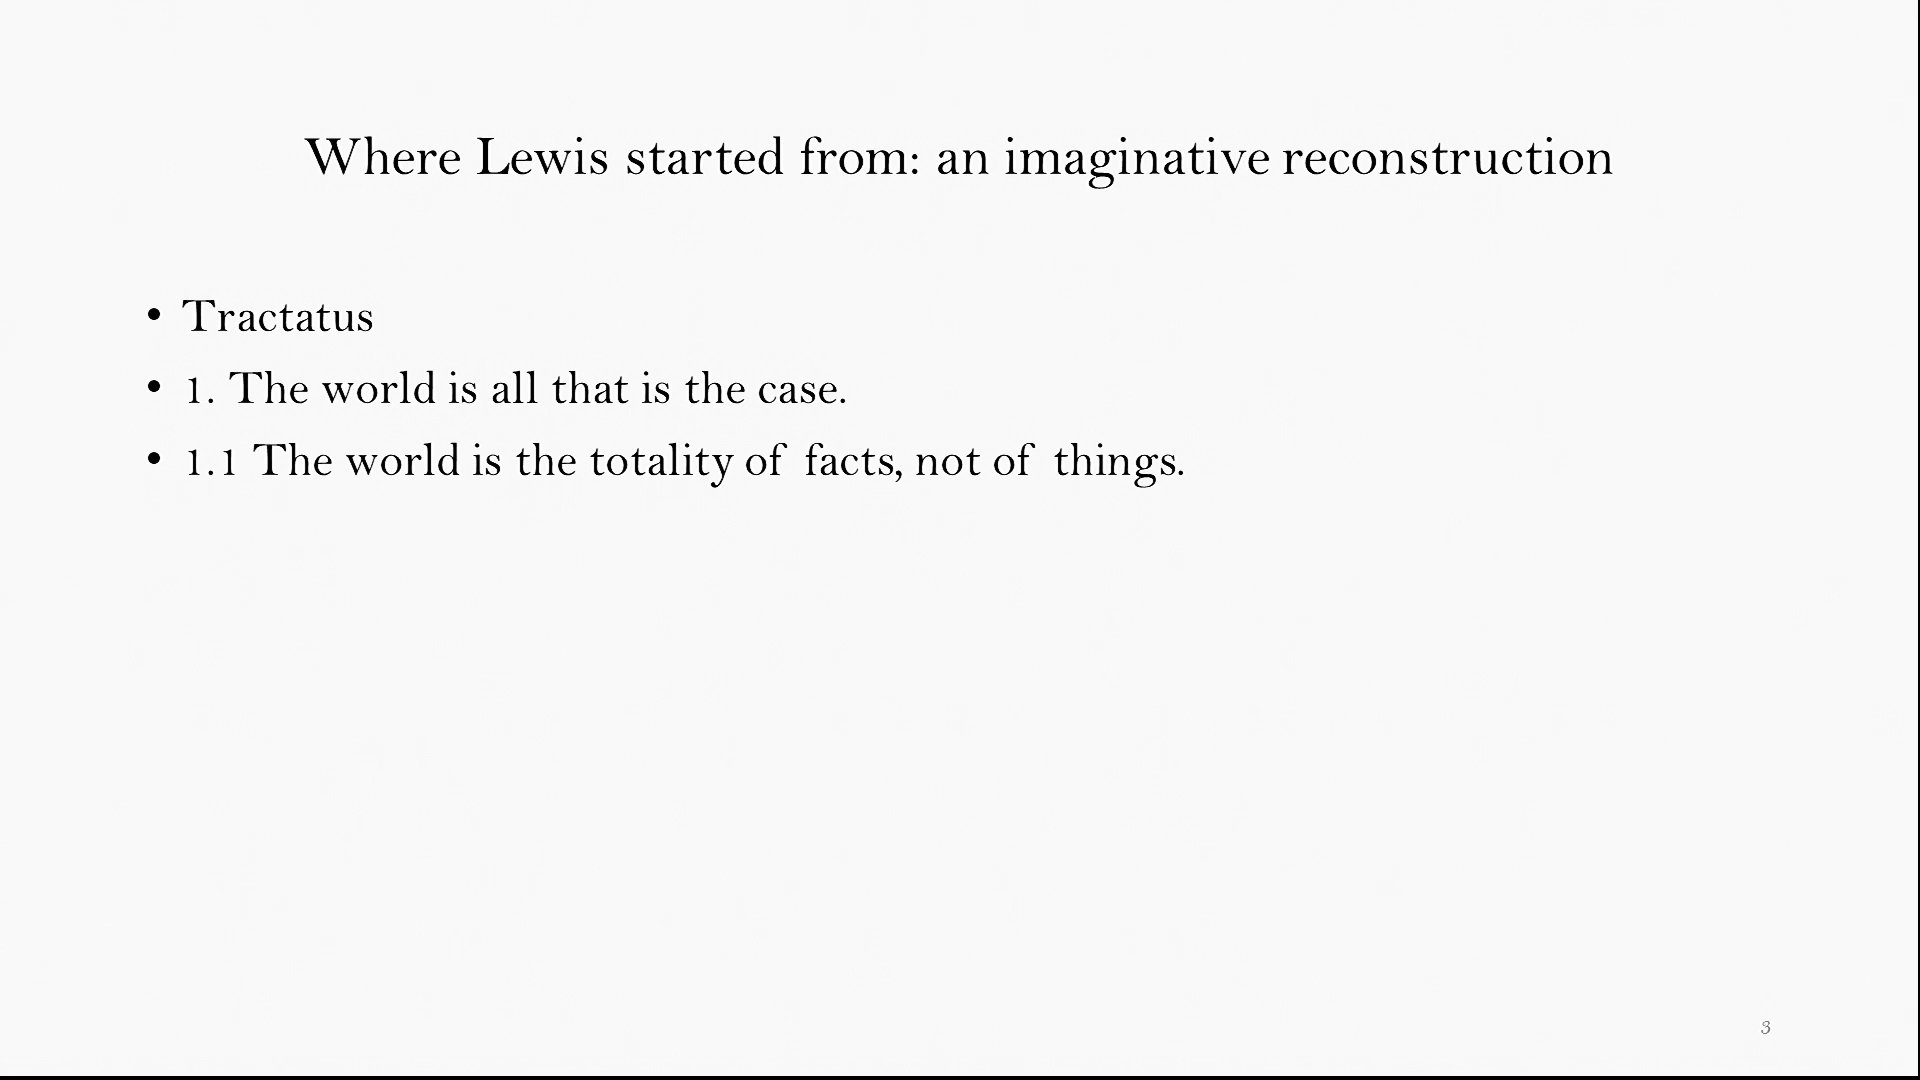 Where Lewis started from: an imaginative reconstruction
• Tractatus
• 1. The world is all that is the case.
• 1.1 The world is the totality of facts, not of things.
3